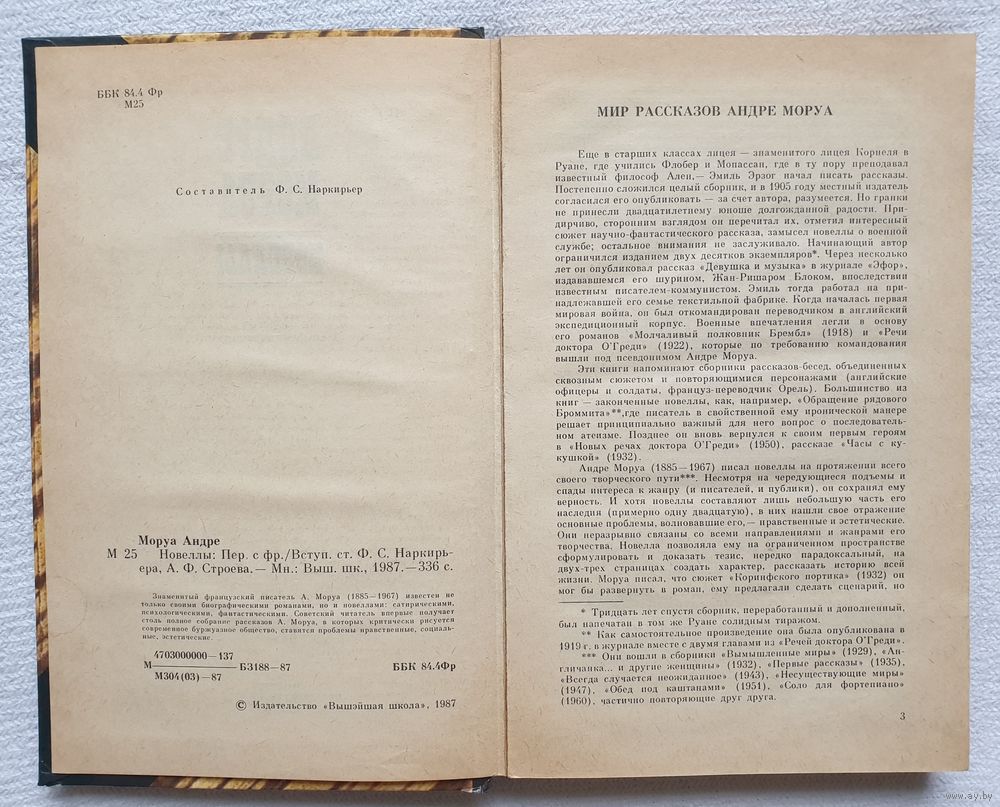 ББК 84.4 Фр
М25
Составитель Ф. С. Наркирьер
Моруа Андре
М 25 Новеллы: Пер. с фр./Вступ. ст. Ф. С. Наркирь-
ера, А. Ф. Строева.— Мн.: Выш. шк., 1987.—336 с.
Знаменитый французский писатель А. Моруа (1885—1967) известен не
только своими биографическими романами, но и новеллами: сатирическими,
психологическими, фантастическими. Советский читатель впервые получает
столь полное собрание рассказов А. Моруа, в которых критически рисуется
современное буржуазное общество, ставятся проблемы нравственные, социаль-
ные, эстетические.
4703000000—137
М———————БЗ188—87
М304(03)—87
ББК 84.4Фр
© Издательство «Вышэйшая школа», 1987
МИР РАССКАЗОВ АНДРЕ МОРУА
Еще в старших классах лицея — знаменитого лицея Корнеля в
Руане, где учились Флобер и Мопассан, где в ту пору преподавал
известный философ Ален,— Эмиль Эрзог начал писать рассказы.
Постепенно сложился целый сборник, и в 1905 году местный издатель
согласился его опубликовать — за счет автора, разумеется. Но гранки
не принесли двадцатилетнему юноше долгожданной радости. При-
дирчиво, сторонним взглядом он перечитал их, отметил интересный
сюжет научно-фантастического рассказа, замысел новеллы о военной
службе; остальное внимания не заслуживало. Начинающий автор
ограничился изданием двух десятков экземпляров*. Через несколько
лет он опубликовал рассказ «Девушка и музыка» в журнале «Эфор»,
издававшемся его шурином, Жан-Ришаром Блоком, впоследствии
известным писателем-коммунистом. Эмиль тогда работал на при-
надлежавшей его семье текстильной фабрике. Когда началась первая
мировая война, он был откомандирован переводчиком в английский
экспедиционный корпус. Военные впечатления легли в основу
его романов «Молчаливый полковник Брембл» (1918) и «Речи
доктора О'Греди» (1922), которые по требованию командования
вышли под псевдонимом Андре Моруа.
Эти книги напоминают сборники рассказов-бесед, объединенных
сквозным сюжетом и повторяющимися персонажами (английские
офицеры и солдаты, француз-переводчик Орель). Большинство из
книг — законченные новеллы, как, например, «Обращение рядового
Броммита»**,где писатель в свойственной ему иронической манере
решает принципиально важный для него вопрос о последователь-
ном атеизме. Позднее он вновь вернулся к своим первым героям
в «Новых речах доктора О'Греди» (1950), рассказе «Часы с ку-
кушкой» (1932).
Андре Моруа (1885—1967) писал новеллы на протяжении всего
своего творческого пути***. Несмотря на чередующиеся подъемы и
спады интереса к жанру (и писателей, и публики), он сохранял ему
верность. И хотя новеллы составляют лишь небольшую часть его
наследия (примерно одну двадцатую), в них нашли свое отражение
основные проблемы, волновавшие его,— нравственные и эстетические.
Они неразрывно связаны со всеми направлениями и жанрами его
творчества. Новелла позволяла ему на ограниченном пространстве
сформулировать и доказать тезис, нередко парадоксальный, на
двух-трех страницах создать характер, рассказать историю всей
жизни. Моруа писал, что сюжет «Коринфского портика» (1932) он
мог бы развернуть в роман, ему предлагали сделать сценарий, но
* Тридцать лет спустя сборник, переработанный и дополненный,
был напечатан в том же Руане солидным тиражом.
** Как самостоятельное произведение она была опубликована в
1919 г. в журнале вместе с двумя главами из «Речей доктора О'Греди».
*** Они вошли в сборники «Вымышленные миры» (1929), «Ан-
гличанка... и другие женщины» (1932), «Первые рассказы» (1935),
«Всегда случается неожиданное» (1943), «Несуществующие миры»
(1947), «Обед под каштанами» (1951), «Соло для фортепиано»
(1960), частично повторяющие друг друга.
3
www.ay.by